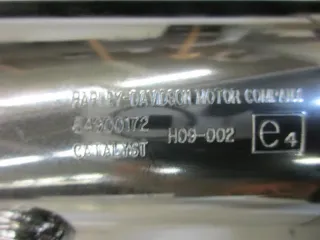 HARLEY-DAVIDSON MOTOR COMPANY
64900172 H09-002 e4
CATALYST